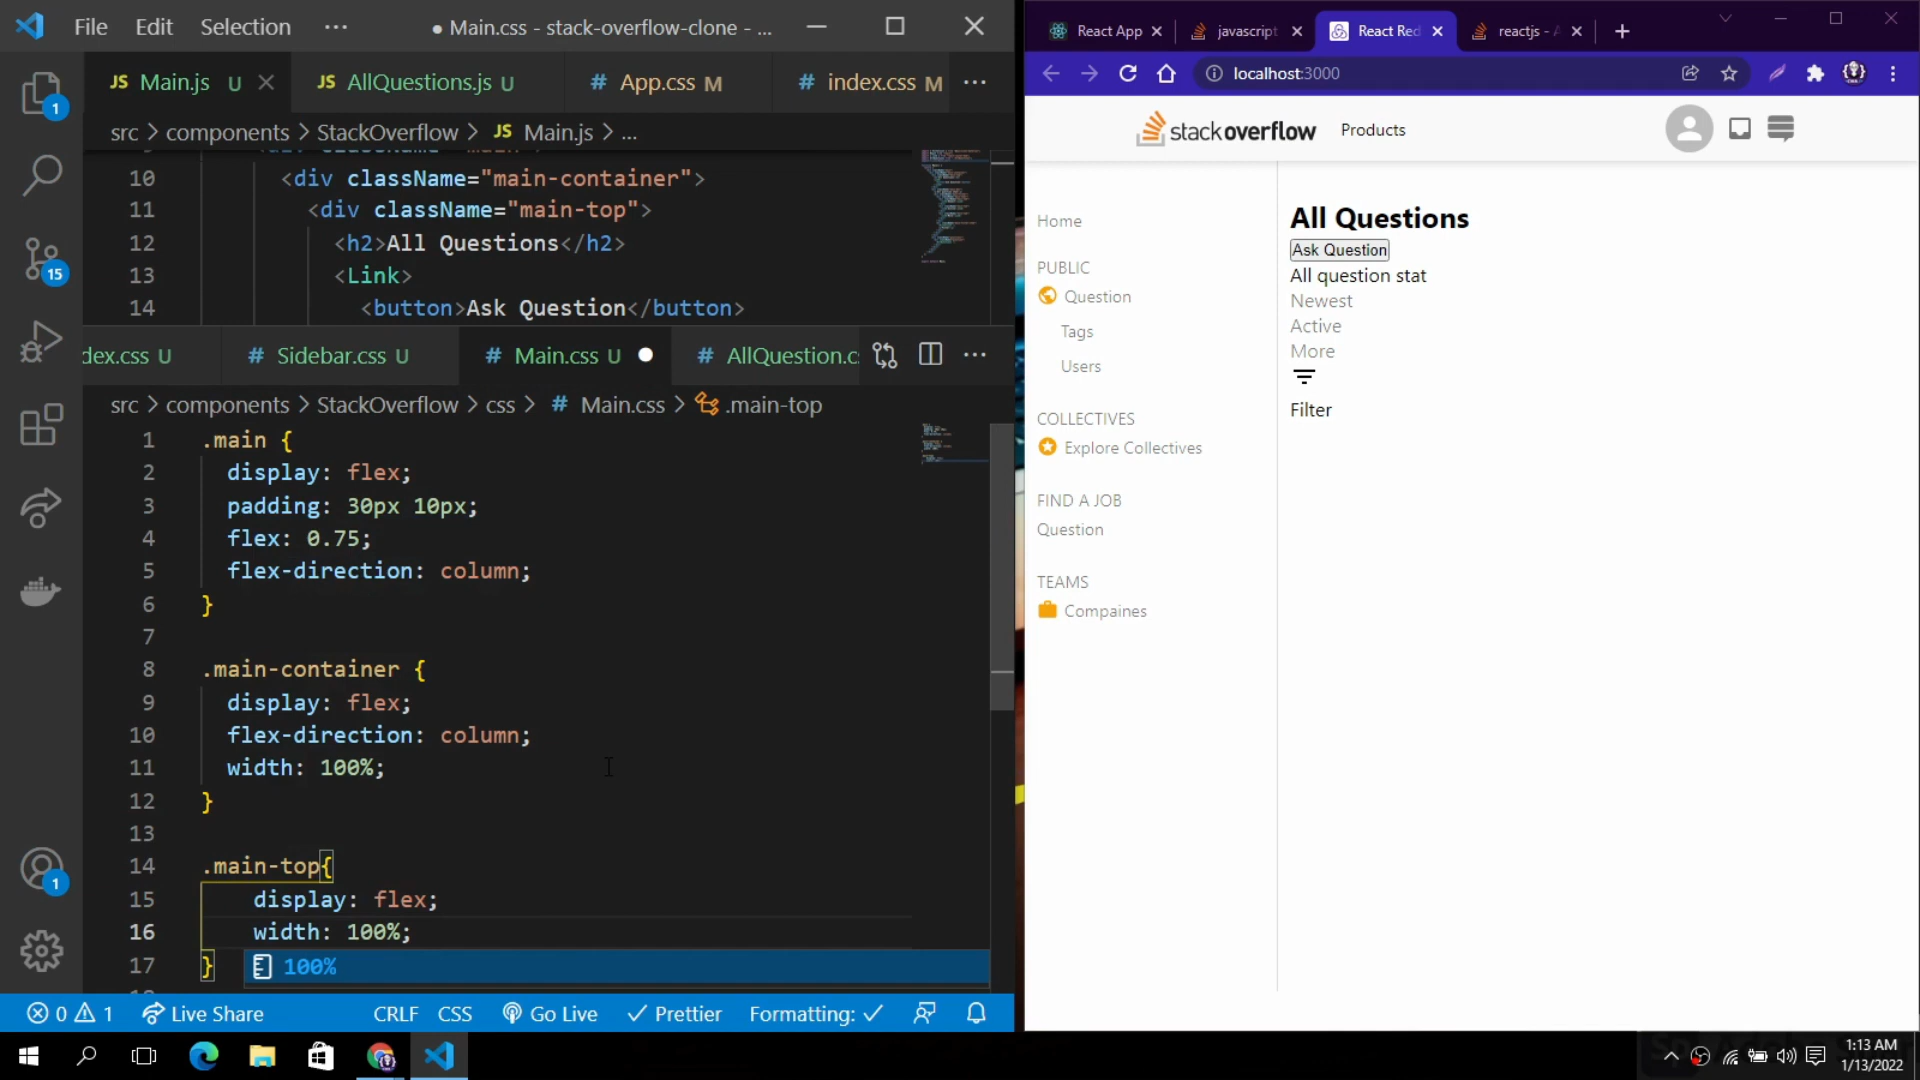 File Edit Selection ··· ● Main.css - stack-overflow-clone - ...
JS Main.js U JS AllQuestions.js U # App.css M # index.css M ···
src > components > StackOverflow > JS Main.js > ...
10 <div className="main-container">
11 <div className="main-top">
12 <h2>All Questions</h2>
13 <Link>
14 <button>Ask Question</button>
dex.css U # Sidebar.css U # Main.css U ● # AllQuestion.c ···
src > components > StackOverflow > css > # Main.css > .main-top
1 .main {
2 display: flex;
3 padding: 30px 10px;
4 flex: 0.75;
5 flex-direction: column;
6 }
7
8 .main-container {
9 display: flex;
10 flex-direction: column;
11 width: 100%;
12 }
13
14 .main-top{
15 display: flex;
16 width: 100%;
17 }
100%
1
15
1
0 1 Live Share CRLF CSS Go Live Prettier Formatting: ✓
React App javascript React Red reactjs -
localhost:3000
stackoverflow Products
Home
PUBLIC
Question
Tags
Users
COLLECTIVES
Explore Collectives
FIND A JOB
Question
TEAMS
Compaines
All Questions
Ask Question
All question stat
Newest
Active
More
Filter
1:13 AM
1/13/2022